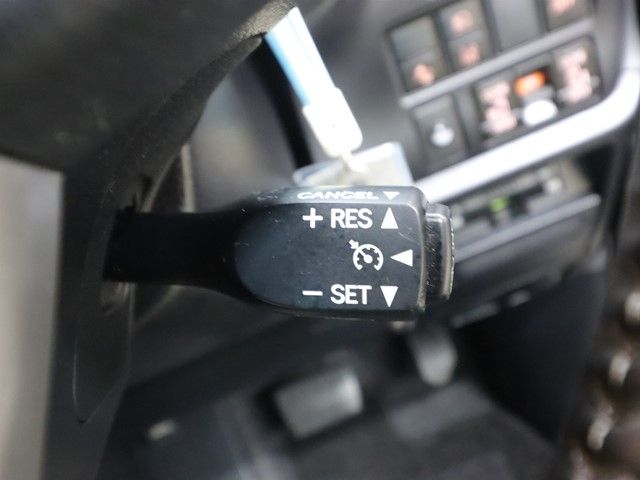 CANCEL ▼
+ RES ▲
◀
− SET ▼